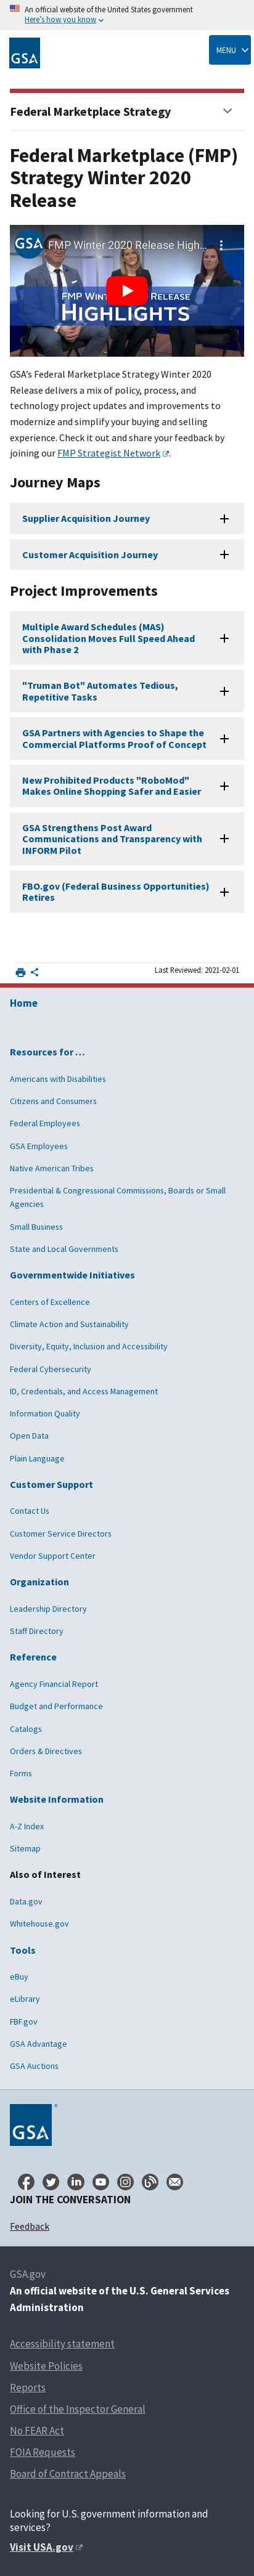 An official website of the United States government
Here's how you know
GSA
MENU
Federal Marketplace Strategy
Federal Marketplace (FMP)
Strategy Winter 2020
Release
GSA
FMP Winter 2020 Release High...
FMP WINTER 2020 RELEASE
HIGHLIGHTS
GSA’s Federal Marketplace Strategy Winter 2020
Release delivers a mix of policy, process, and
technology project updates and improvements to
modernize and simplify your buying and selling
experience. Check it out and share your feedback by
joining our FMP Strategist Network.
Journey Maps
Supplier Acquisition Journey
Customer Acquisition Journey
Project Improvements
Multiple Award Schedules (MAS)
Consolidation Moves Full Speed Ahead
with Phase 2
"Truman Bot" Automates Tedious,
Repetitive Tasks
GSA Partners with Agencies to Shape the
Commercial Platforms Proof of Concept
New Prohibited Products "RoboMod"
Makes Online Shopping Safer and Easier
GSA Strengthens Post Award
Communications and Transparency with
INFORM Pilot
FBO.gov (Federal Business Opportunities)
Retires
Last Reviewed: 2021-02-01
Home
Resources for …
Americans with Disabilities
Citizens and Consumers
Federal Employees
GSA Employees
Native American Tribes
Presidential & Congressional Commissions, Boards or Small
Agencies
Small Business
State and Local Governments
Governmentwide Initiatives
Centers of Excellence
Climate Action and Sustainability
Diversity, Equity, Inclusion and Accessibility
Federal Cybersecurity
ID, Credentials, and Access Management
Information Quality
Open Data
Plain Language
Customer Support
Contact Us
Customer Service Directors
Vendor Support Center
Organization
Leadership Directory
Staff Directory
Reference
Agency Financial Report
Budget and Performance
Catalogs
Orders & Directives
Forms
Website Information
A-Z Index
Sitemap
Also of Interest
Data.gov
Whitehouse.gov
Tools
eBuy
eLibrary
FBF.gov
GSA Advantage
GSA Auctions
GSA
JOIN THE CONVERSATION
Feedback
GSA.gov
An official website of the U.S. General Services
Administration
Accessibility statement
Website Policies
Reports
Office of the Inspector General
No FEAR Act
FOIA Requests
Board of Contract Appeals
Looking for U.S. government information and
services?
Visit USA.gov